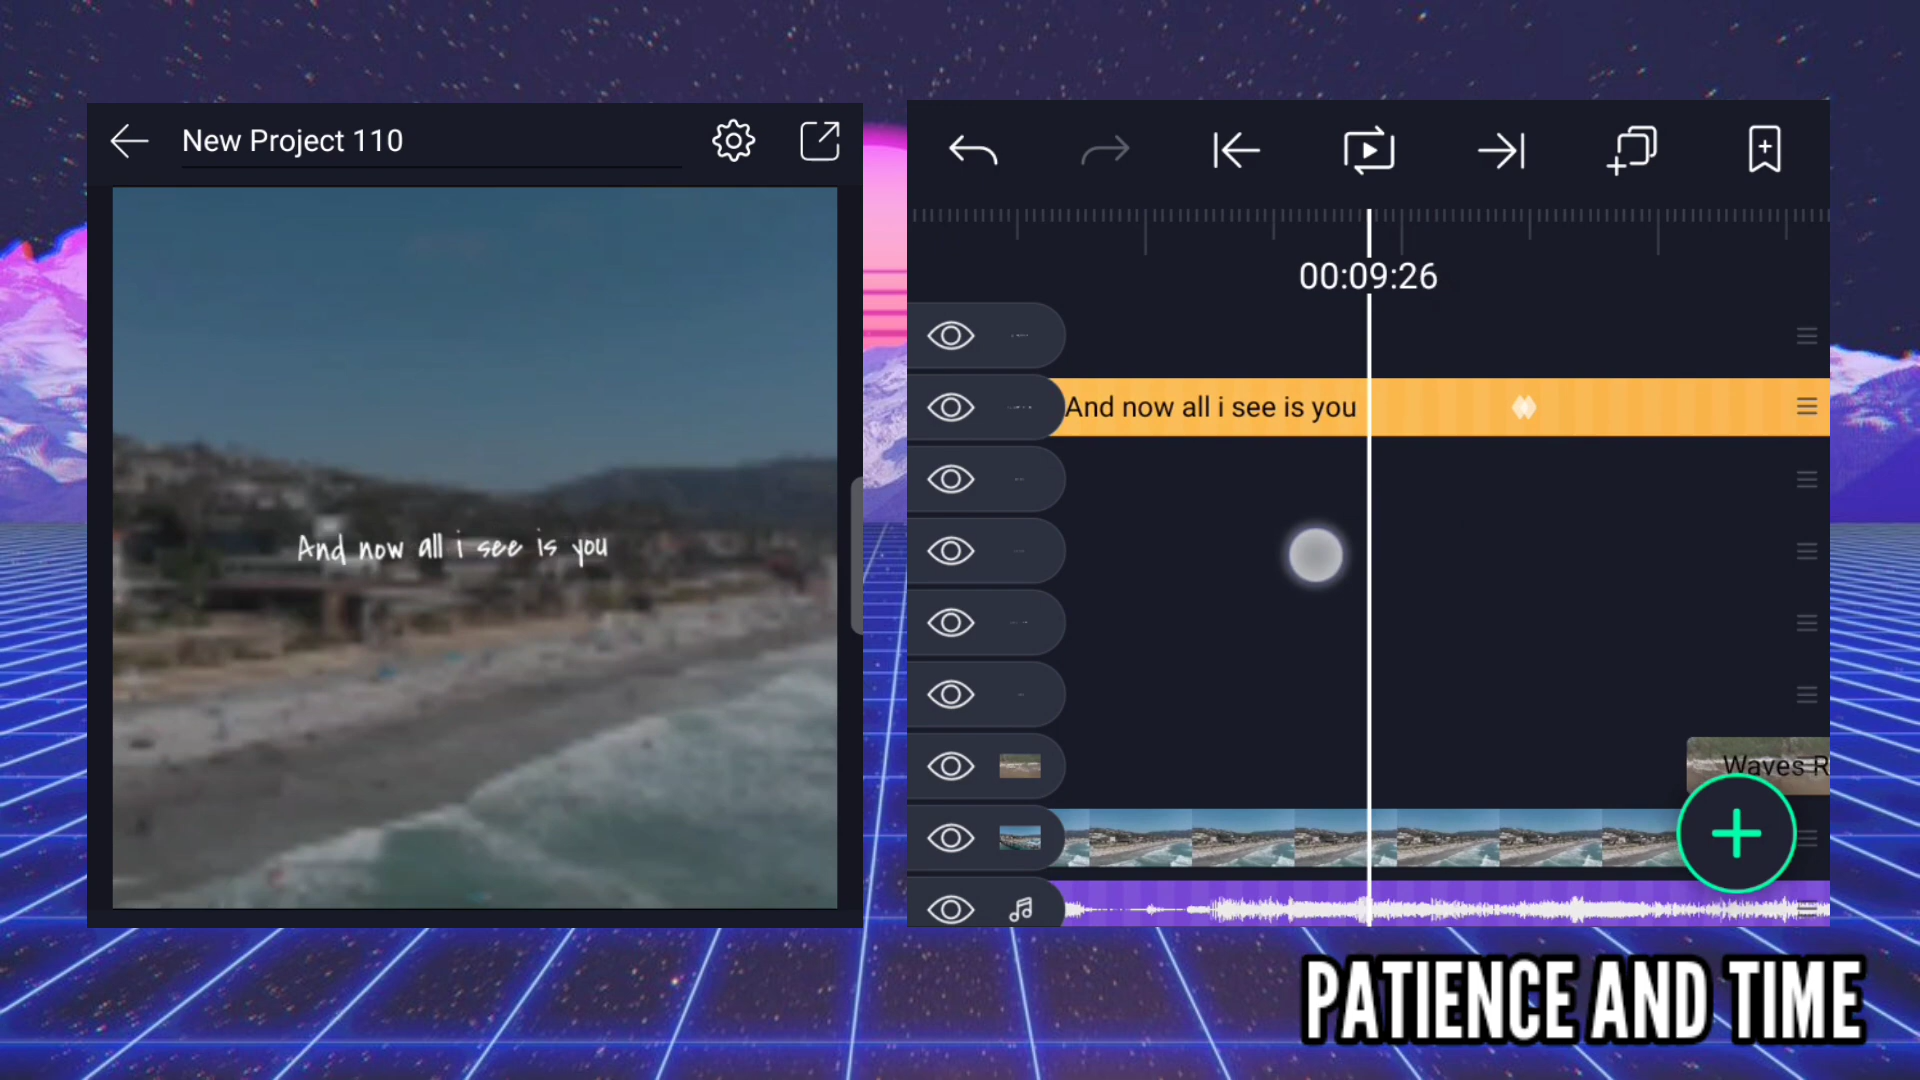 New Project 110
And now all i see is you
00:09:26
And now all i see is you
Waves R
PATIENCE AND TIME